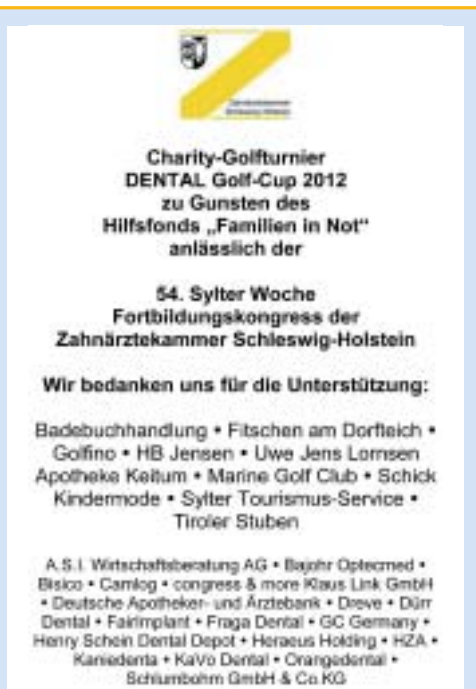 Zahnärztekammer
Schleswig-Holstein
Charity-Golfturnier
DENTAL Golf-Cup 2012
zu Gunsten des
Hilfsfonds „Familien in Not“
anlässlich der
54. Sylter Woche
Fortbildungskongress der
Zahnärztekammer Schleswig-Holstein
Wir bedanken uns für die Unterstützung:
Badebuchhandlung • Fitschen am Dorfteich •
Golfino • HB Jensen • Uwe Jens Lornsen
Apotheke Keitum • Marine Golf Club • Schick
Kindermode • Sylter Tourismus-Service •
Tiroler Stuben
A.S.I. Wirtschaftsberatung AG • Bajohr Optecmed •
Bisico • Camlog • congress & more Klaus Link GmbH
• Deutsche Apotheker- und Ärztebank • Dreve • Dürr
Dental • FairImplant • Fraga Dental • GC Germany •
Henry Schein Dental Depot • Heraeus Holding • HZA •
Kaniedenta • KaVo Dental • Orangedental •
Schlumbohm GmbH & Co.KG